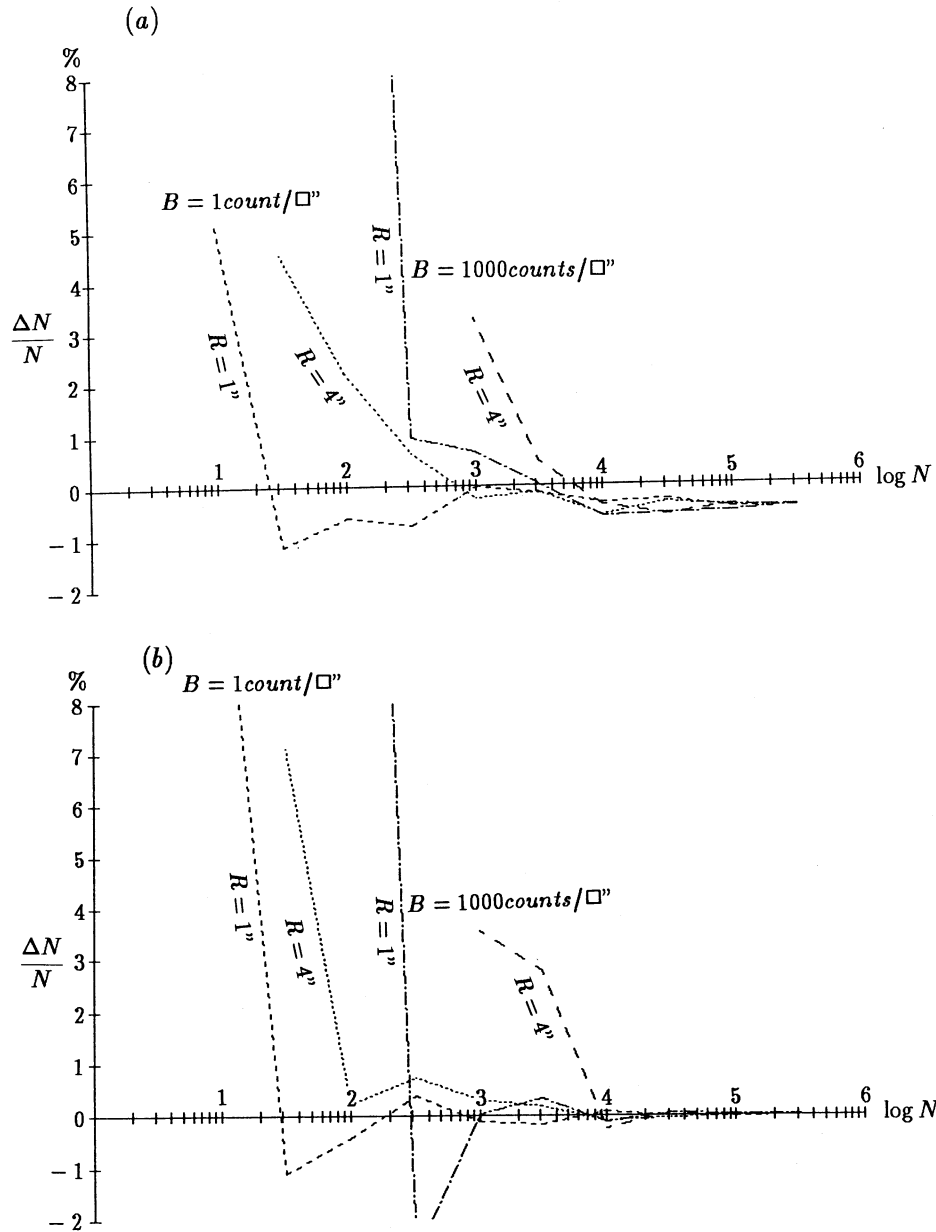 (a)
%
8
7
6
B = 1count/□”
5
R = 1”
B = 1000counts/□”
4
ΔN
N
3
R = 1”
R = 4”
R = 4”
2
1
1 2 3 4 5 6
log N
0
− 1
− 2
(b)
%
B = 1count/□”
8
7
6
5
R = 1”
R = 4”
R = 1”
B = 1000counts/□”
4
ΔN
N
3
R = 4”
2
1
1 2 3 4 5 6
log N
0
− 1
− 2